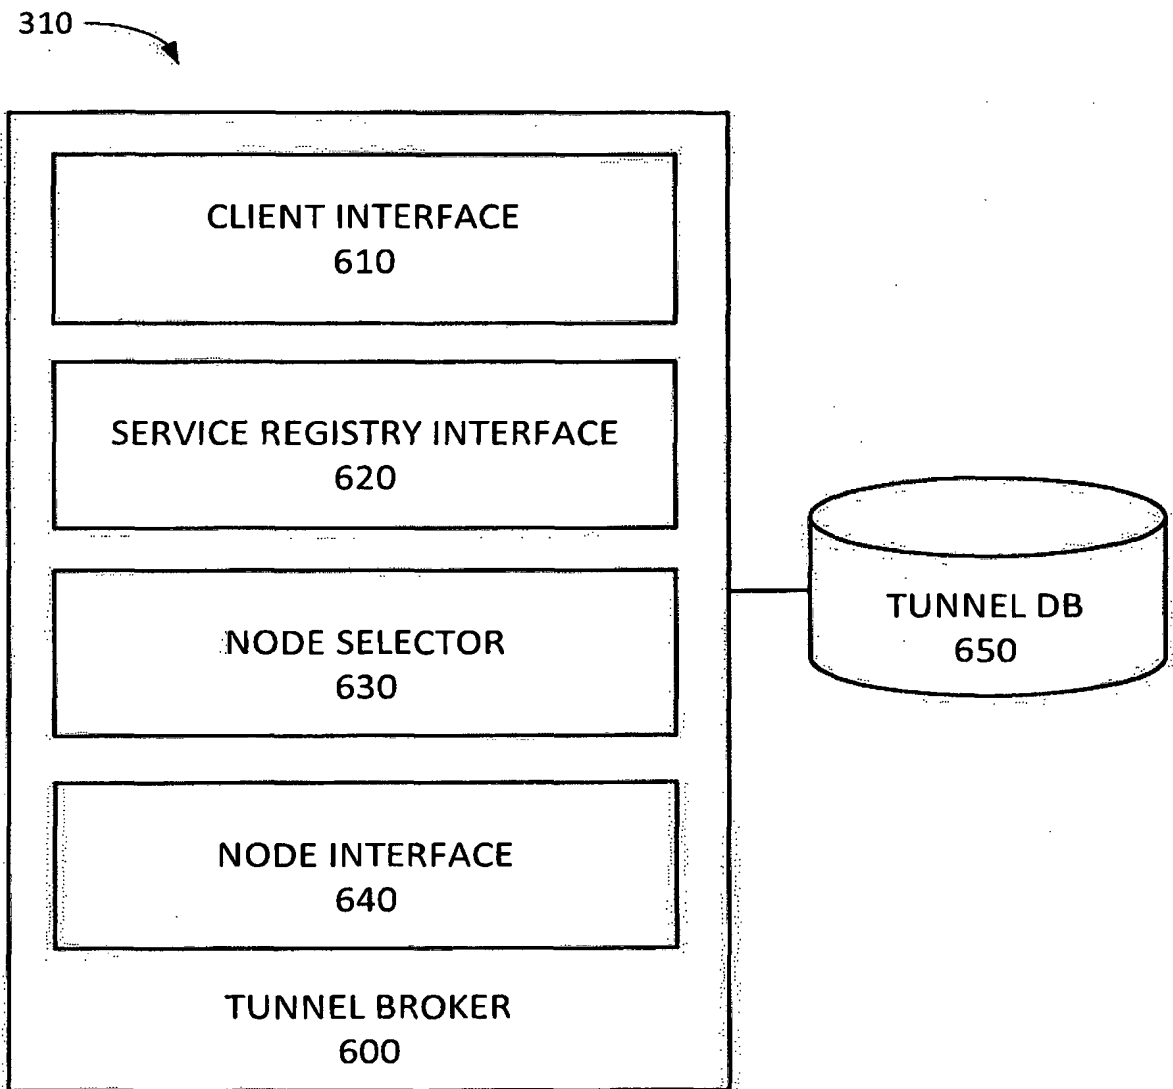 310
CLIENT INTERFACE
610
SERVICE REGISTRY INTERFACE
620
NODE SELECTOR
630
NODE INTERFACE
640
TUNNEL BROKER
600
TUNNEL DB
650